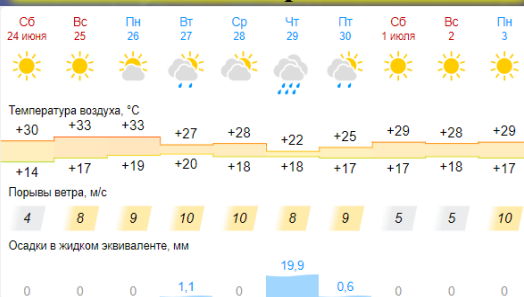 Сб Вс Пн Вт Ср Чт Пт Сб Вс Пн
24 июня 25 26 27 28 29 30 1 июля 2 3
Температура воздуха, °C
+30 +33 +33 +27 +28 +22 +25 +29 +28 +29
+14 +17 +19 +20 +18 +18 +17 +17 +18 +17
Порывы ветра, м/с
4 8 9 10 10 8 9 5 5 10
Осадки в жидком эквиваленте, мм
0 0 0 1,1 0 19,9 0,6 0 0 0